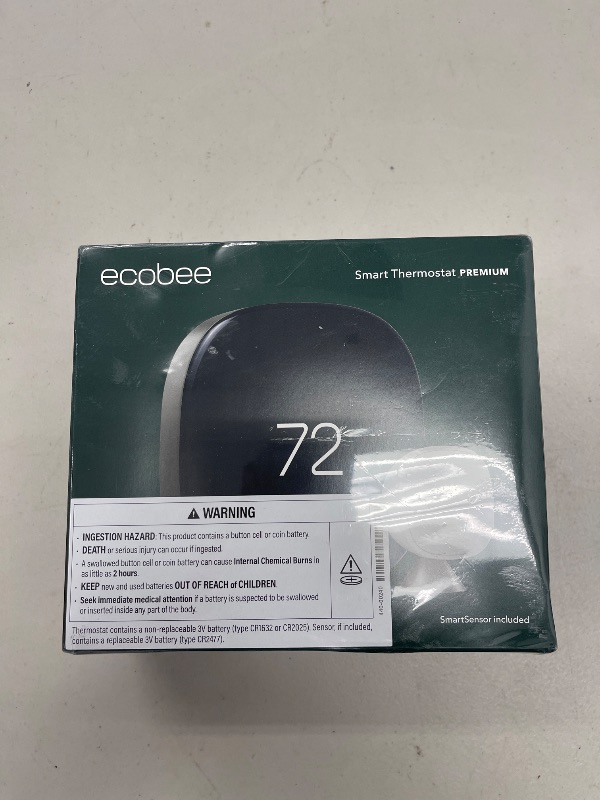 ecobee
Smart Thermostat PREMIUM
72
⚠ WARNING
· INGESTION HAZARD: This product contains a button cell or coin battery.
· DEATH or serious injury can occur if ingested.
· A swallowed button cell or coin battery can cause Internal Chemical Burns in
as little as 2 hours.
· KEEP new and used batteries OUT OF REACH of CHILDREN.
· Seek immediate medical attention if a battery is suspected to be swallowed
or inserted inside any part of the body.
Thermostat contains a non-replaceable 3V battery (type CR1632 or CR2025). Sensor, if included,
contains a replaceable 3V battery (type CR2477).
SmartSensor included